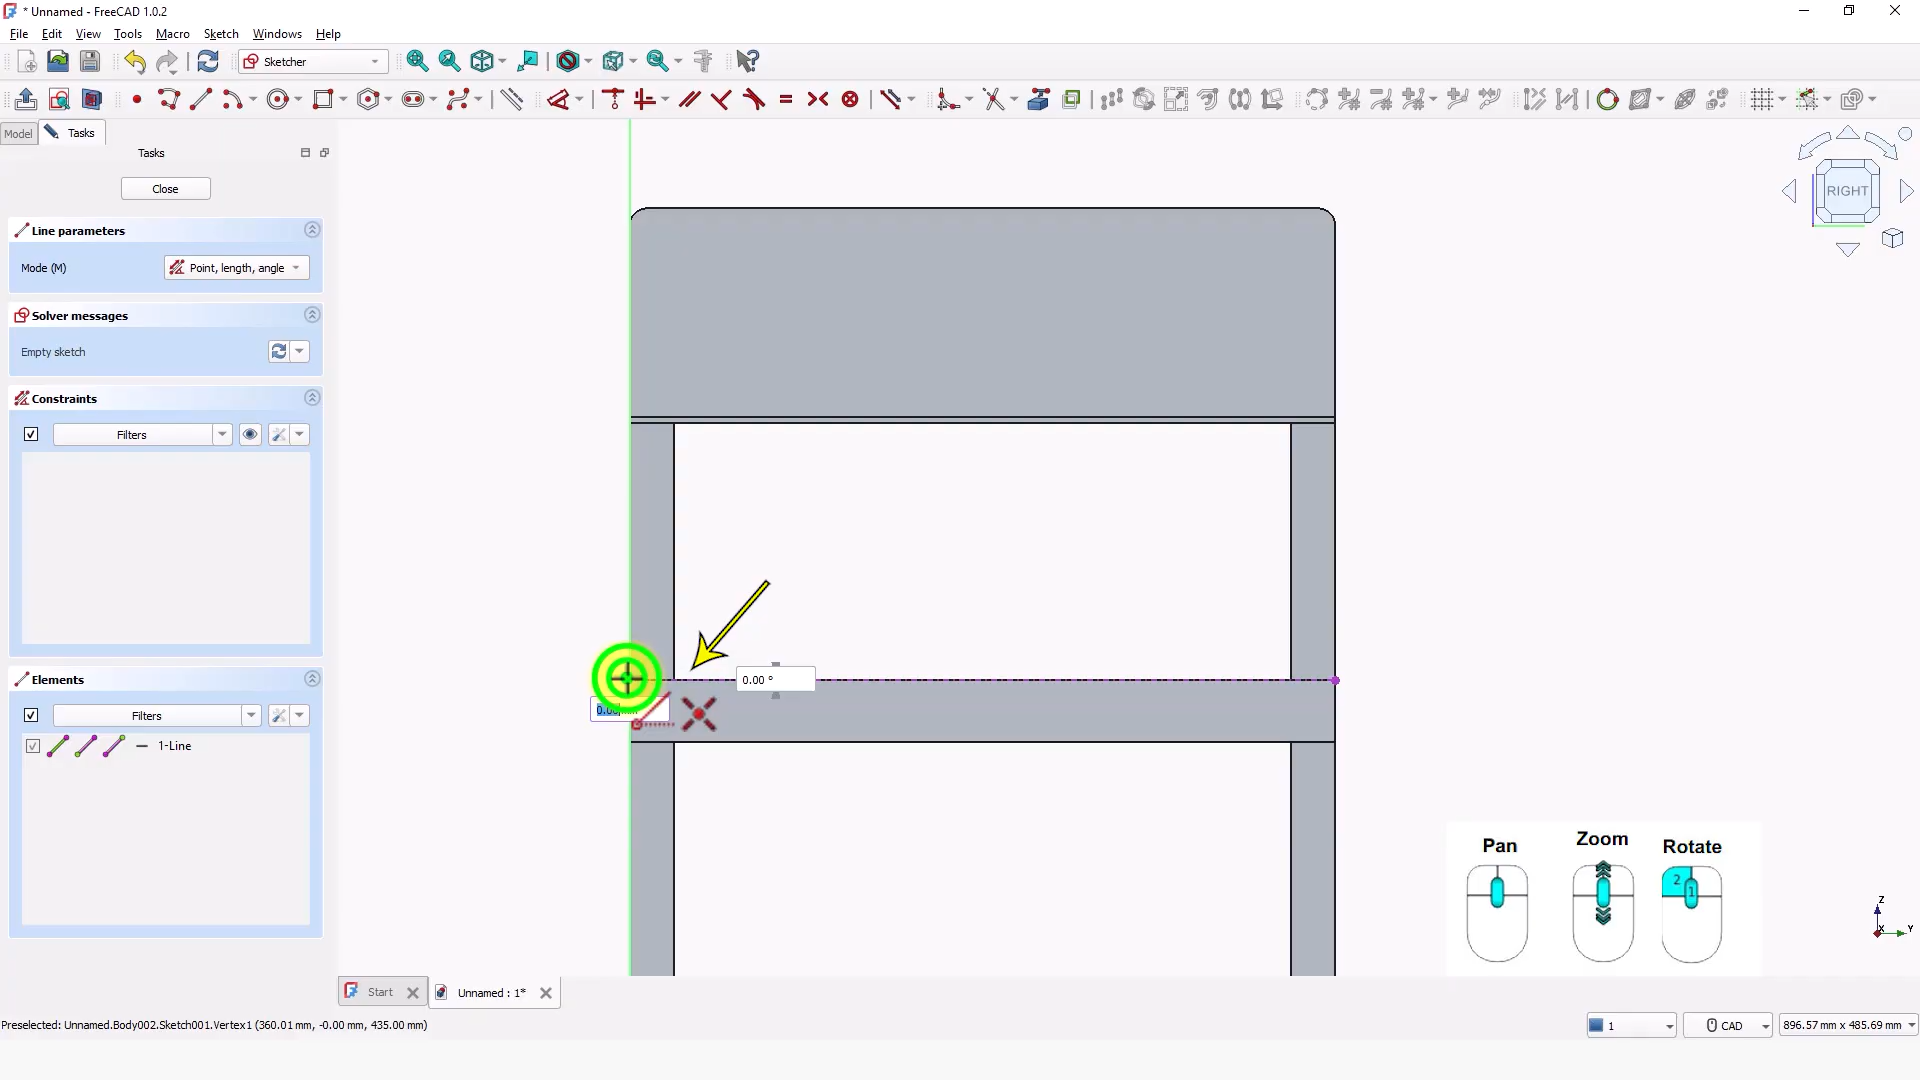 * Unnamed - FreeCAD 1.0.2
File Edit View Tools Macro Sketch Windows Help
Sketcher
Model Tasks
Tasks
Close
Line parameters
Mode (M) Point, length, angle
Solver messages
Empty sketch
Constraints
Filters
Elements
Filters
1-Line
RIGHT
0.00 °
Pan Zoom Rotate
2
1
Z
X
Y
Start Unnamed : 1*
Preselected: Unnamed.Body002.Sketch001.Vertex1 (360.01 mm, -0.00 mm, 435.00 mm)
1 CAD 896.57 mm x 485.69 mm